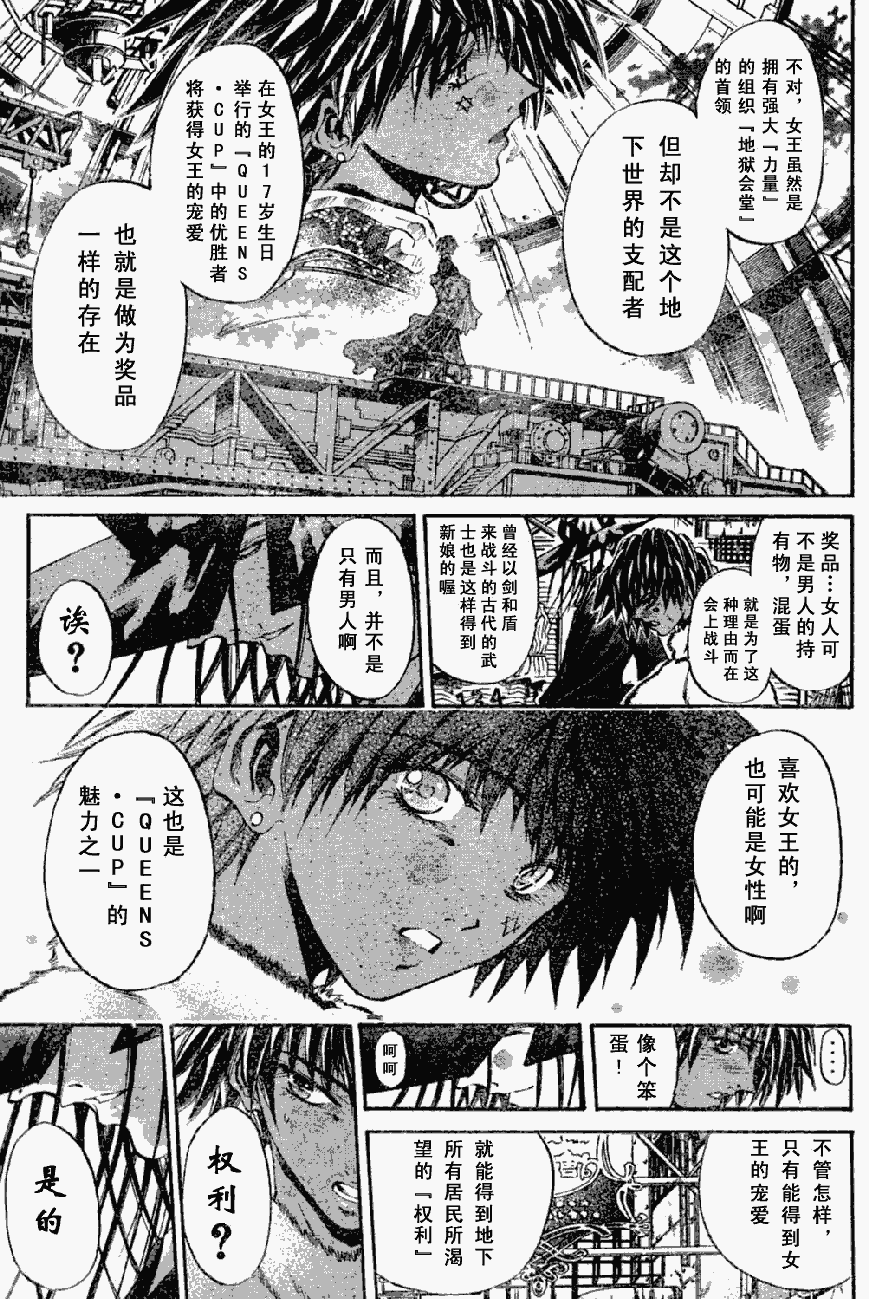 不对，女王虽然是
拥有强大『力量』
的组织『地狱会堂』
的首领
但却不是这个地
下世界的支配者
在女王的17岁生日
举行的『QUEENS
·CUP』中的优胜者
将获得女王的宠爱
也就是做为奖品
一样的存在
奖品…女人可
不是男人的持
有物，混蛋
就是为了这
种理由而在
会上战斗
曾经以剑和盾
来战斗的古代的武
士也是这样得到
新娘的喔
而且，并不是
只有男人啊
诶？
喜欢女王的，
也可能是女性啊
这也是
『QUEENS
·CUP』的
魅力之一
....
像个笨
蛋！
呵呵
不管怎样，
只有能得到女
王的宠爱
就能得到地下
所有居民所渴
望的『权利』
权利？
是的